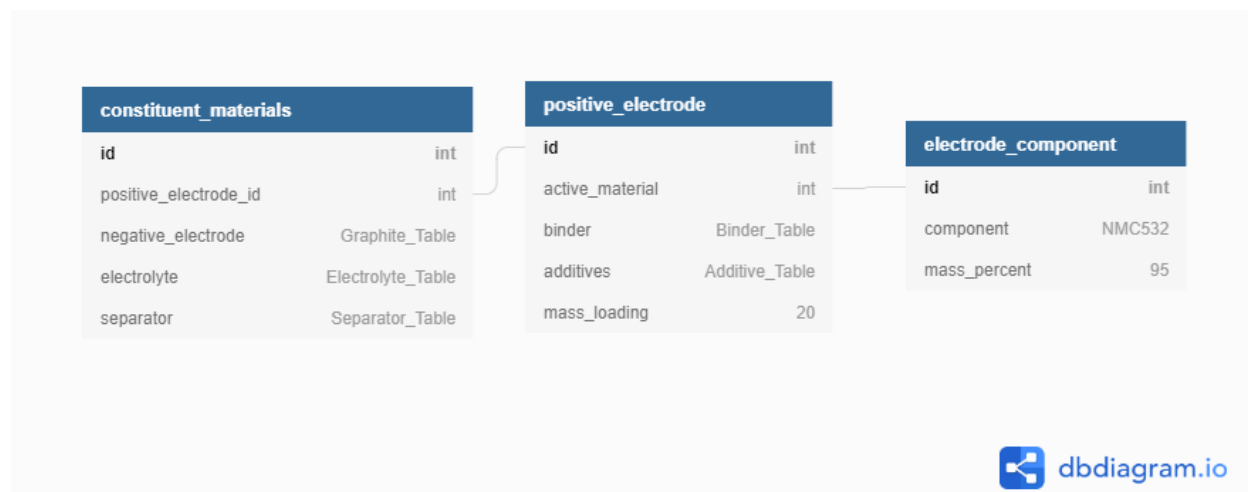 constituent_materials
id int
positive_electrode_id int
negative_electrode Graphite_Table
electrolyte Electrolyte_Table
separator Separator_Table
positive_electrode
id int
active_material int
binder Binder_Table
additives Additive_Table
mass_loading 20
electrode_component
id int
component NMC532
mass_percent 95
dbdiagram.io